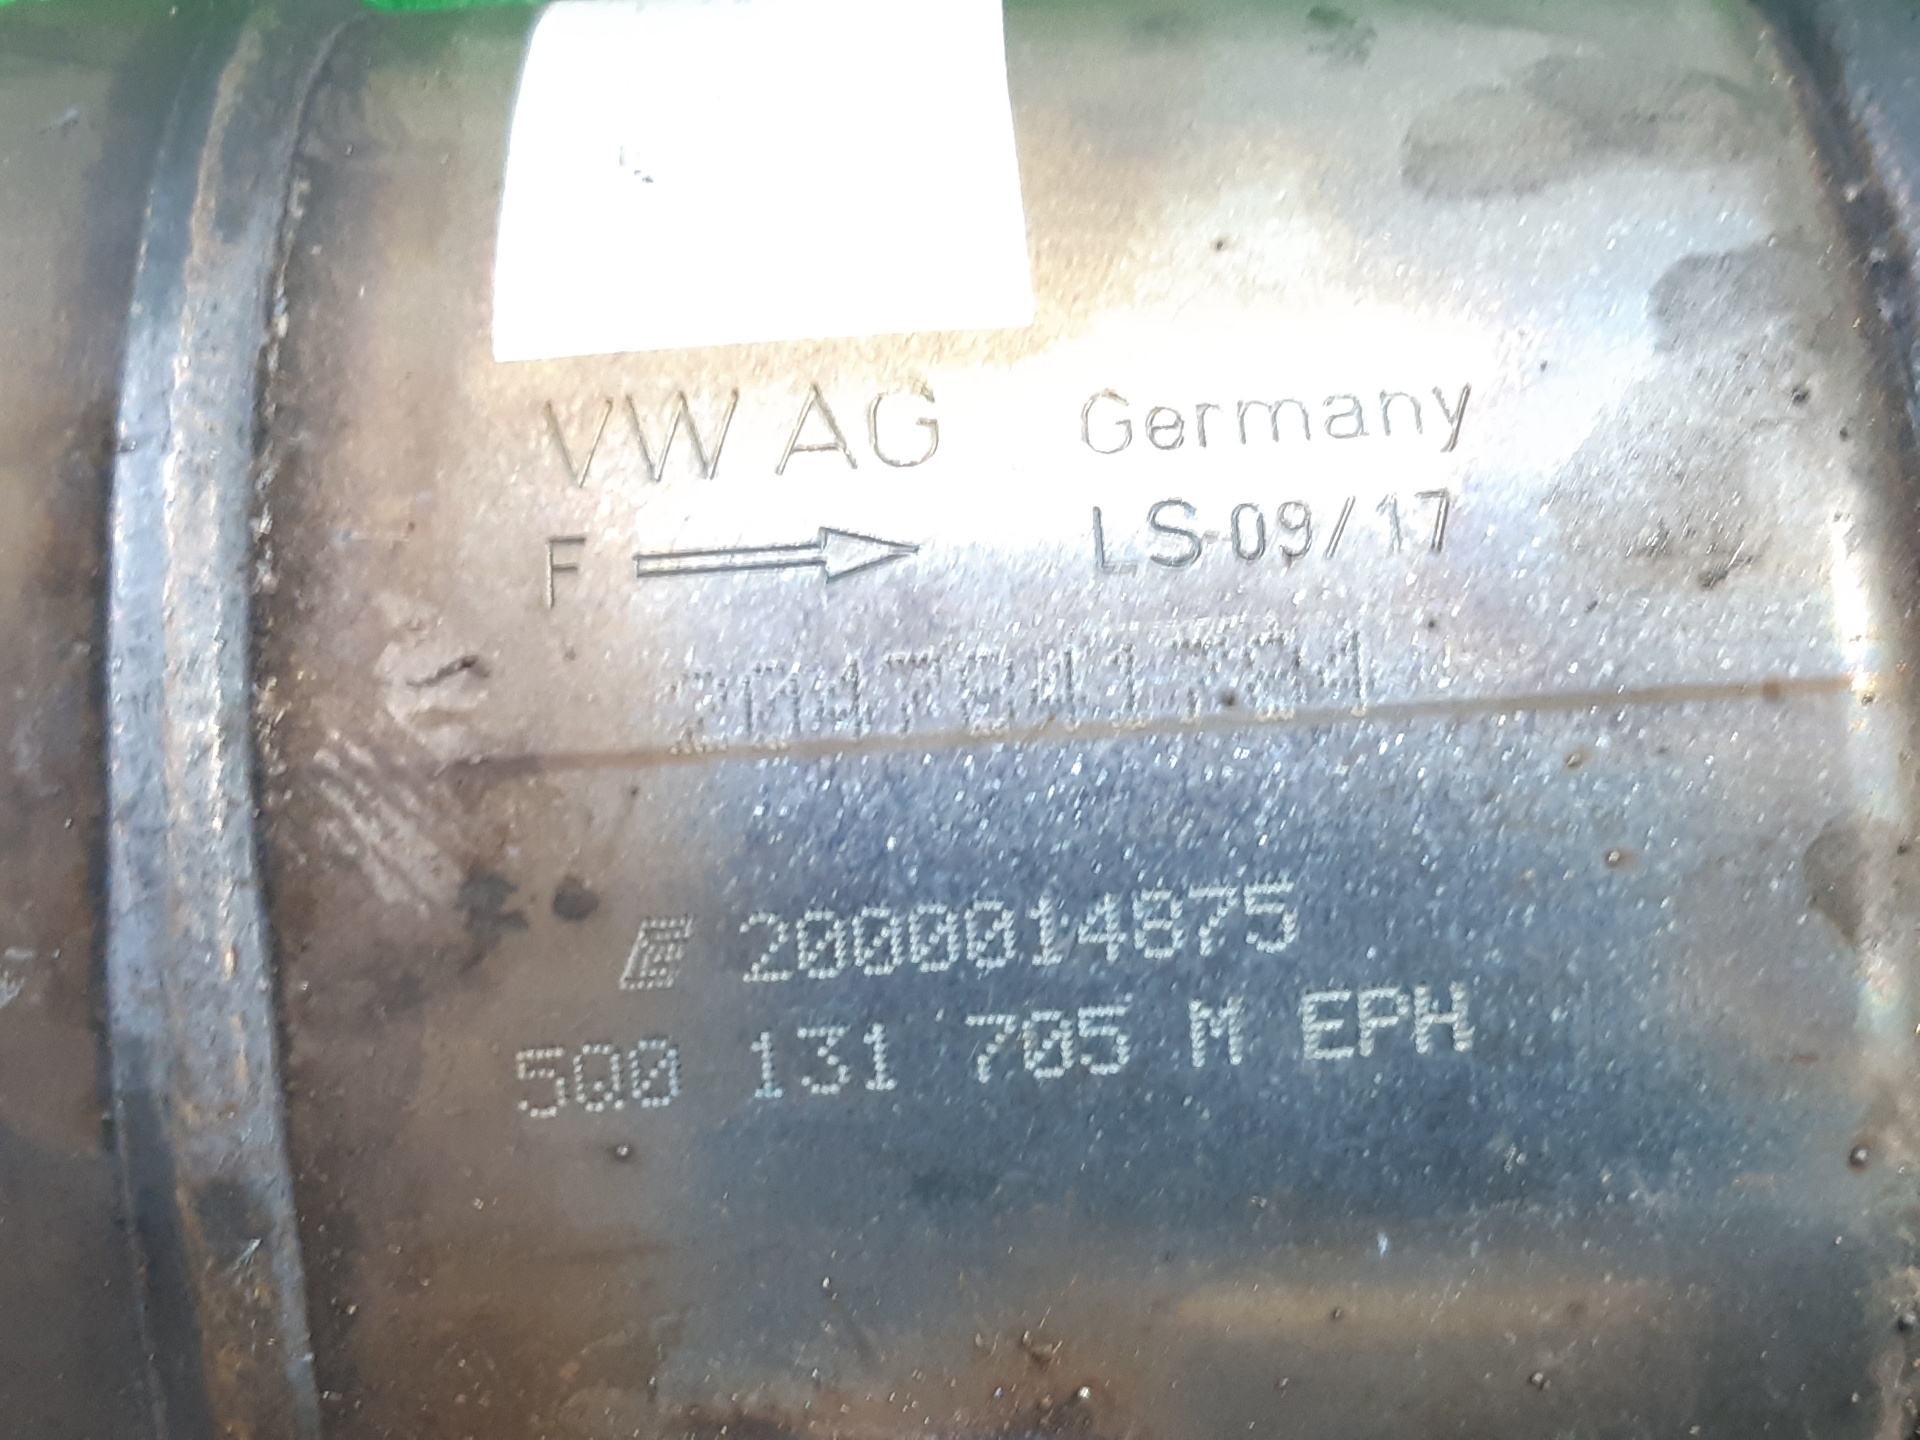 VW AG Germany
F LS-09/17
2000014875
5Q0 131 705 M EPH